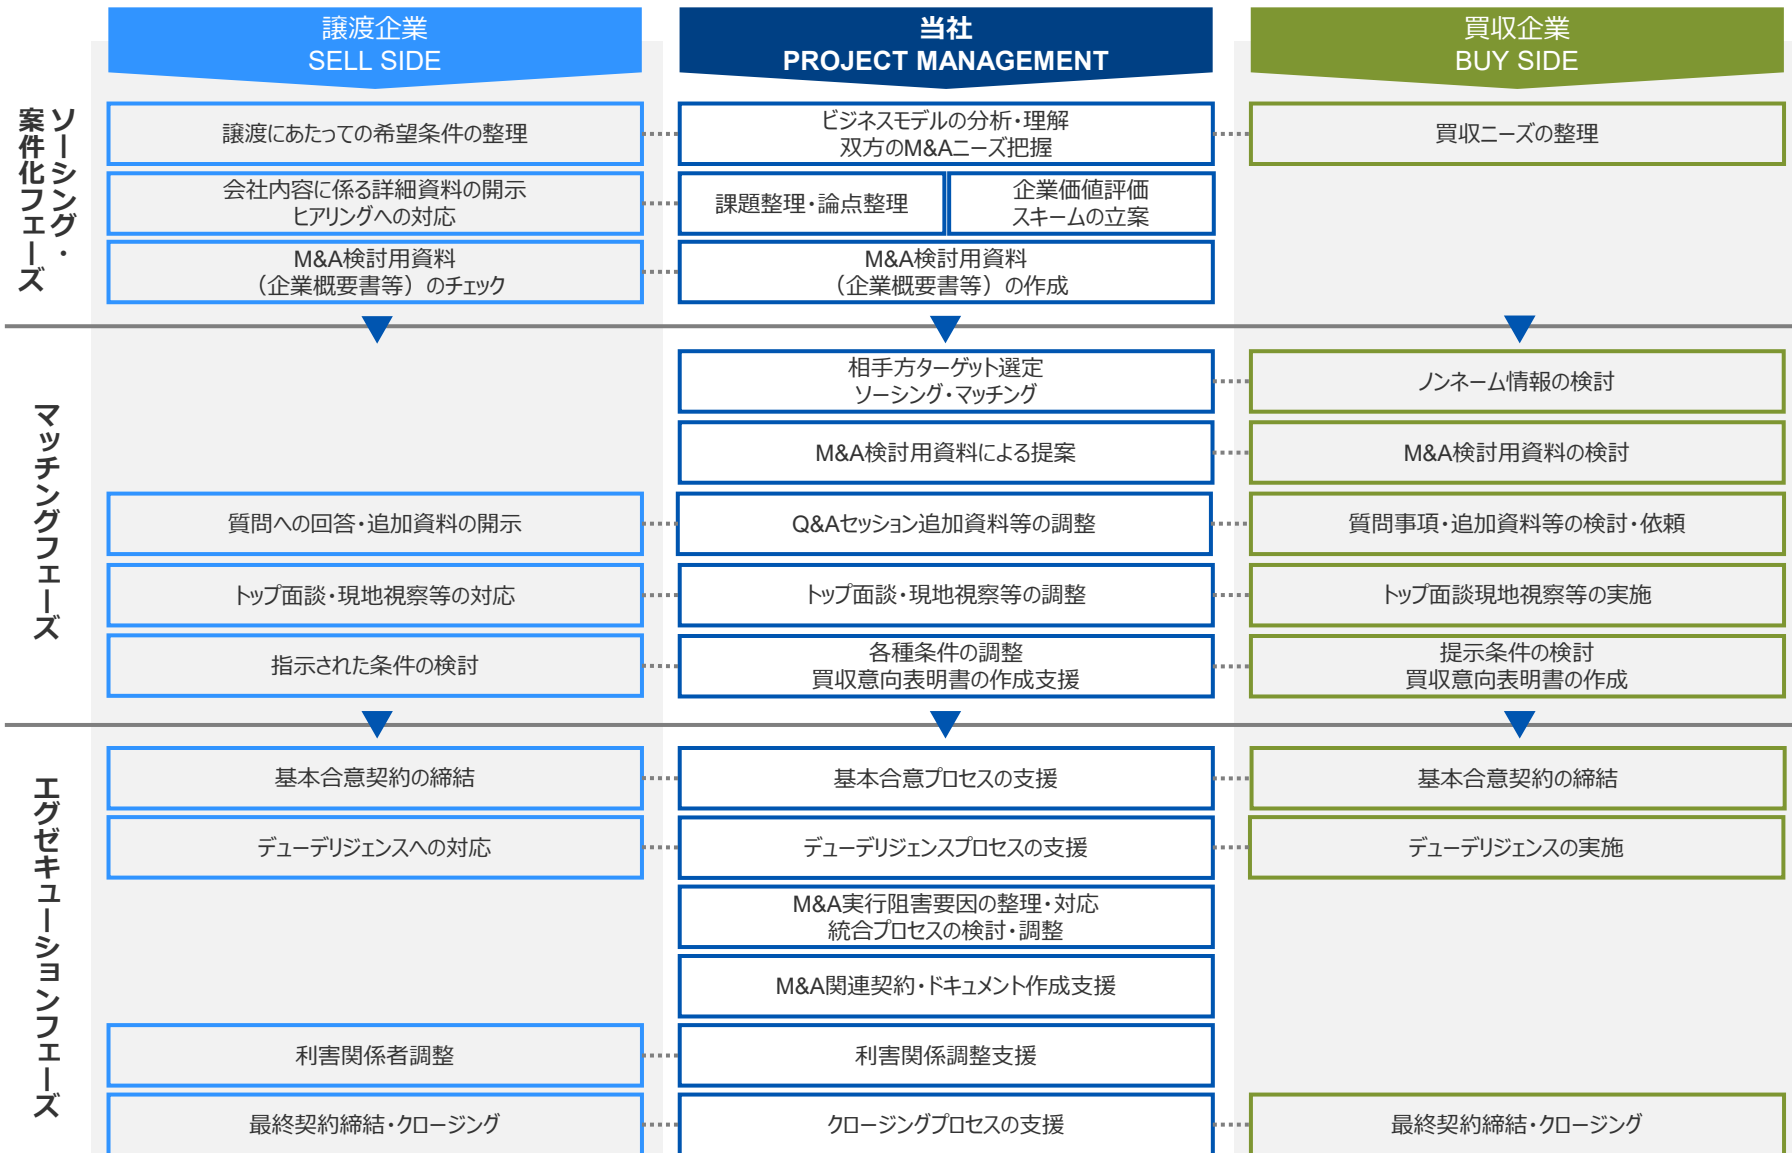 譲渡企業
SELL SIDE
当社
PROJECT MANAGEMENT
買収企業
BUY SIDE
ソーシング・
案件化フェーズ
譲渡にあたっての希望条件の整理
ビジネスモデルの分析・理解
双方のM&Aニーズ把握
買収ニーズの整理
会社内容に係る詳細資料の開示
ヒアリングへの対応
課題整理・論点整理
企業価値評価
スキームの立案
M&A検討用資料
（企業概要書等）のチェック
M&A検討用資料
（企業概要書等）の作成
マッチングフェーズ
相手方ターゲット選定
ソーシング・マッチング
ノンネーム情報の検討
M&A検討用資料による提案
M&A検討用資料の検討
質問への回答・追加資料の開示
Q&Aセッション追加資料等の調整
質問事項・追加資料等の検討・依頼
トップ面談・現地視察等の対応
トップ面談・現地視察等の調整
トップ面談現地視察等の実施
指示された条件の検討
各種条件の調整
買収意向表明書の作成支援
提示条件の検討
買収意向表明書の作成
エグゼキューションフェーズ
基本合意契約の締結
基本合意プロセスの支援
基本合意契約の締結
デューデリジェンスへの対応
デューデリジェンスプロセスの支援
デューデリジェンスの実施
M&A実行阻害要因の整理・対応
統合プロセスの検討・調整
M&A関連契約・ドキュメント作成支援
利害関係者調整
利害関係調整支援
最終契約締結・クロージング
クロージングプロセスの支援
最終契約締結・クロージング